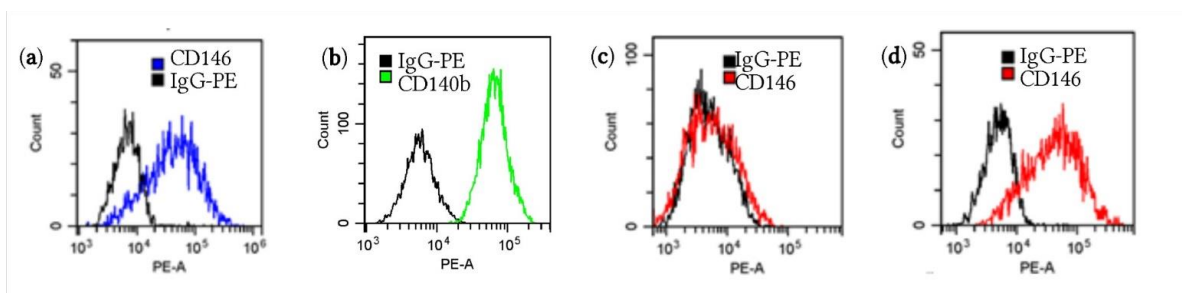 (a)
CD146
IgG-PE
50
0
Count
10³ 10⁴ 10⁵ 10⁶
PE-A
(b)
IgG-PE
CD140b
100
0
Count
10³ 10⁴ 10⁵
PE-A
(c)
IgG-PE
CD146
100
0
Count
10³ 10⁴ 10⁵
PE-A
(d)
IgG-PE
CD146
50
0
Count
10³ 10⁴ 10⁵
PE-A